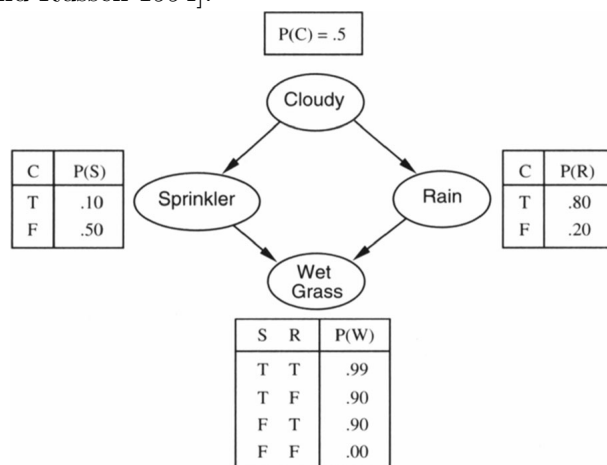 P(C) = .5
Cloudy
C P(S)
T .10
F .50
Sprinkler
Rain
C P(R)
T .80
F .20
Wet
Grass
S R P(W)
T T .99
T F .90
F T .90
F F .00